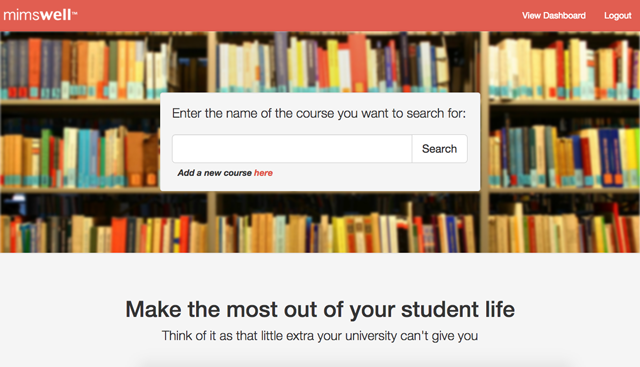 mimswell™
View Dashboard
Logout
Enter the name of the course you want to search for:
Search
Add a new course here
Make the most out of your student life
Think of it as that little extra your university can't give you